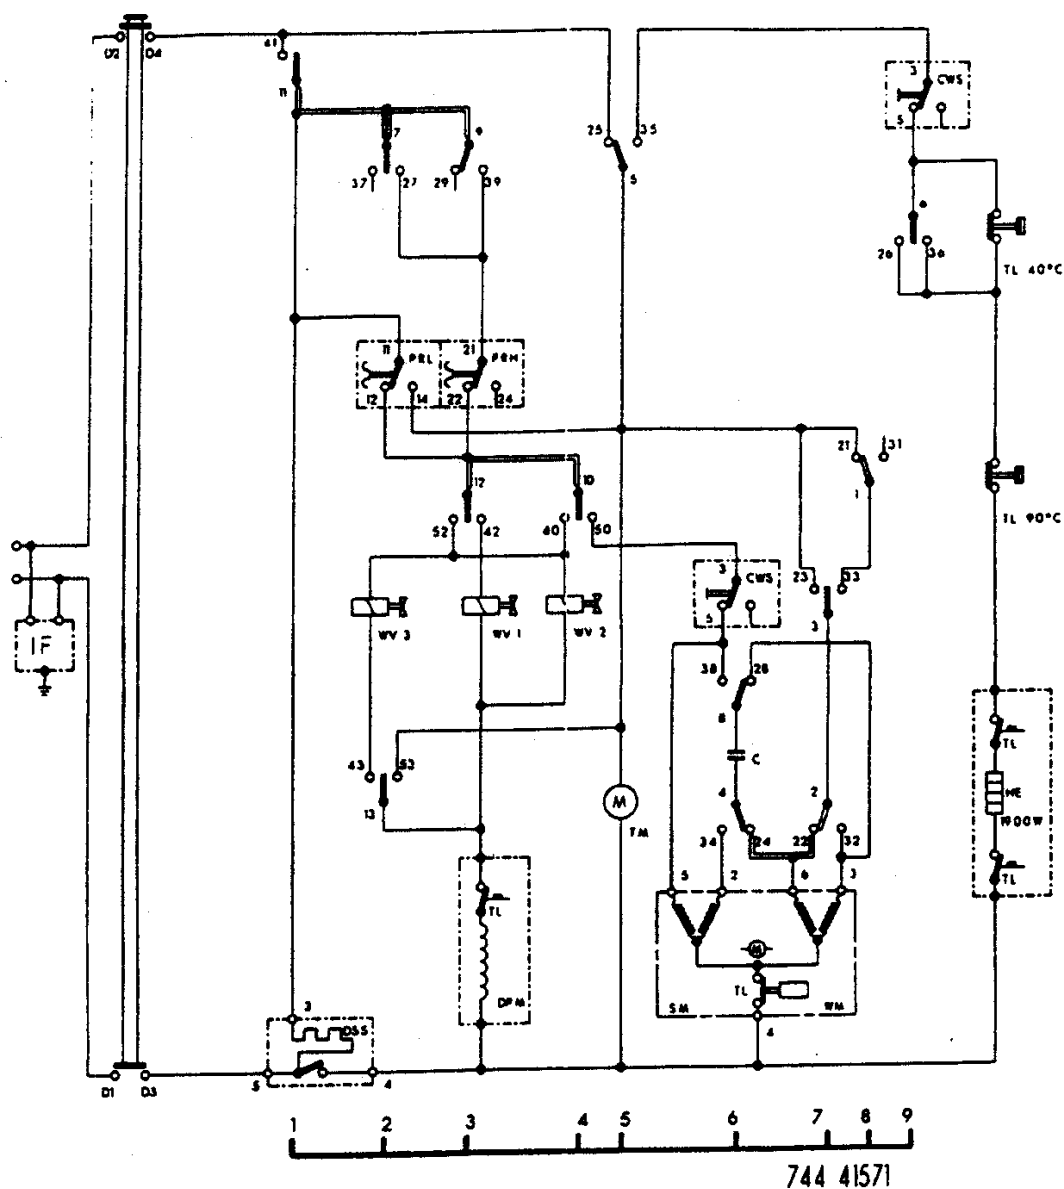 D2 D4 41
3 CWS
11
7 9
25 35
5
5
37 27 29 39
6
26 36
TL 40°C
11 PRL 21 PRH
12 14 22 24
21 31
12 10 1
TL 90°C
52 42 40 50
3 CWS 23 33
IF
WV 3 WV 1 WV 2
5 3
38 28
8
C
43 53
13
4 2
M
TM
TL
HE
1900W
34 24 22 32
5 2 6 3
TL
TL
M
TL
DPM SM WM
3
DSS
4
5 4
D1 D3
1 2 3 4 5 6 7 8 9
744 41571